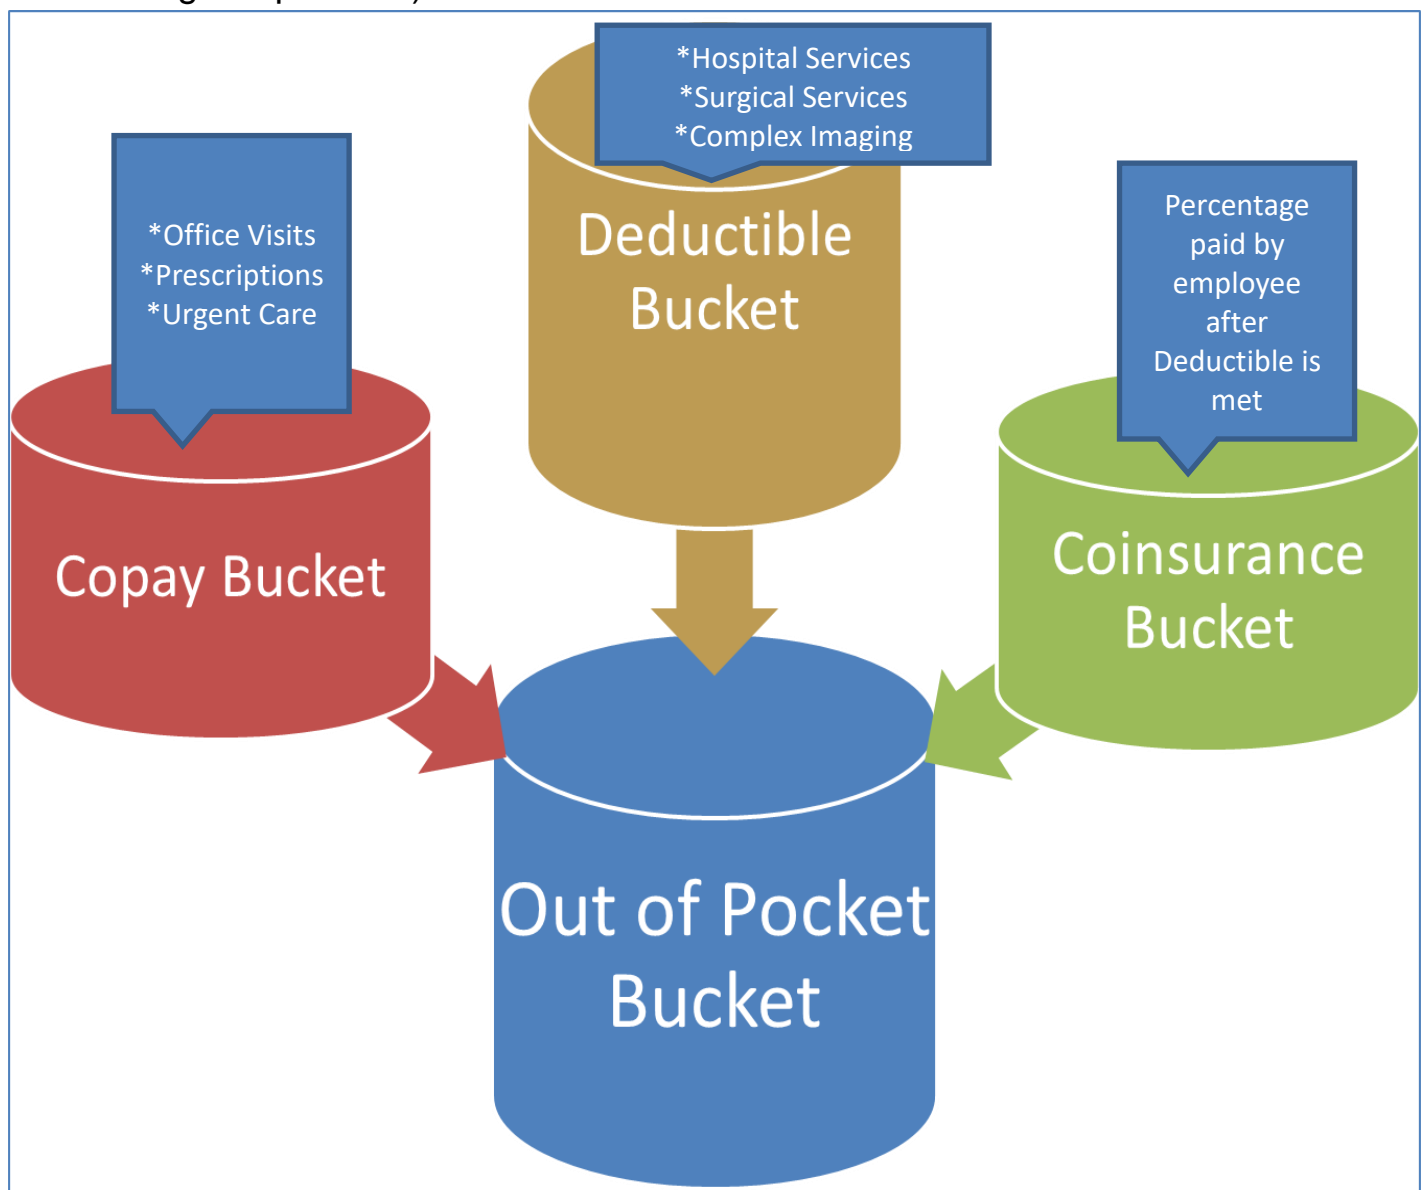 *Hospital Services
*Surgical Services
*Complex Imaging
Deductible
Bucket
*Office Visits
*Prescriptions
*Urgent Care
Copay Bucket
Percentage
paid by
employee
after
Deductible is
met
Coinsurance
Bucket
Out of Pocket
Bucket